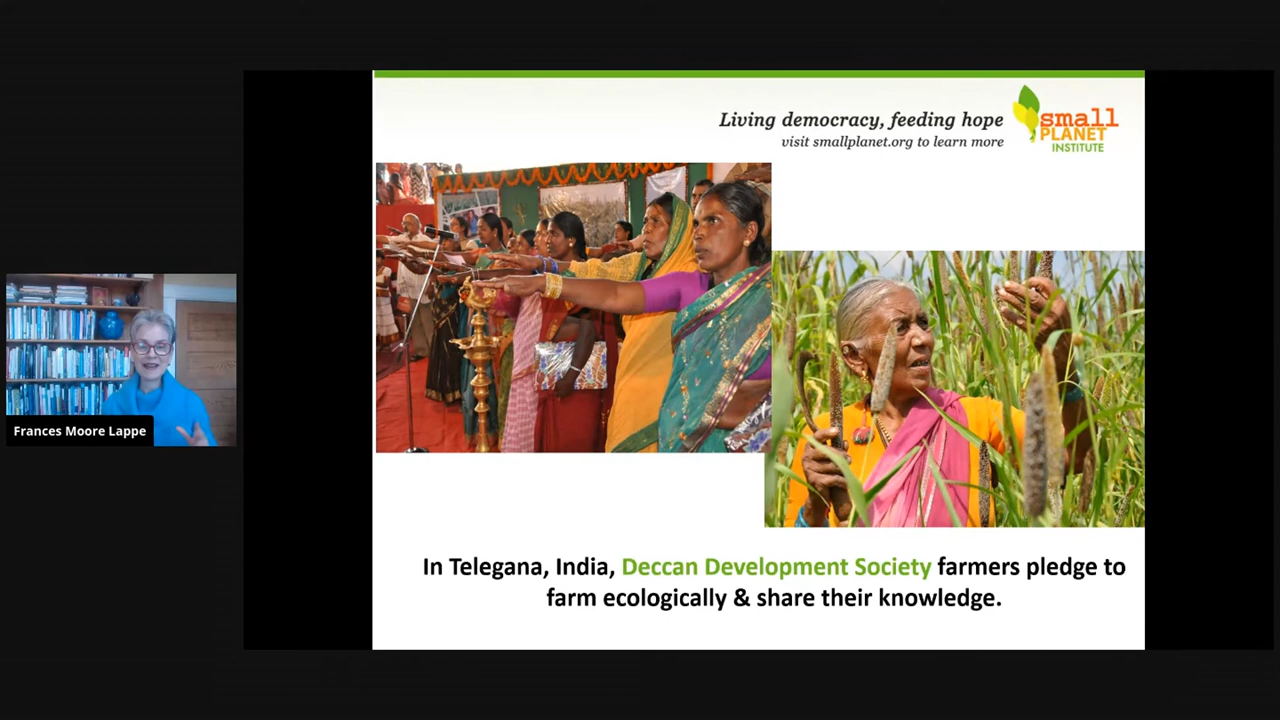 Living democracy, feeding hope
visit smallplanet.org to learn more
small
PLANET
INSTITUTE
Frances Moore Lappe
In Telegana, India, Deccan Development Society farmers pledge to
farm ecologically & share their knowledge.